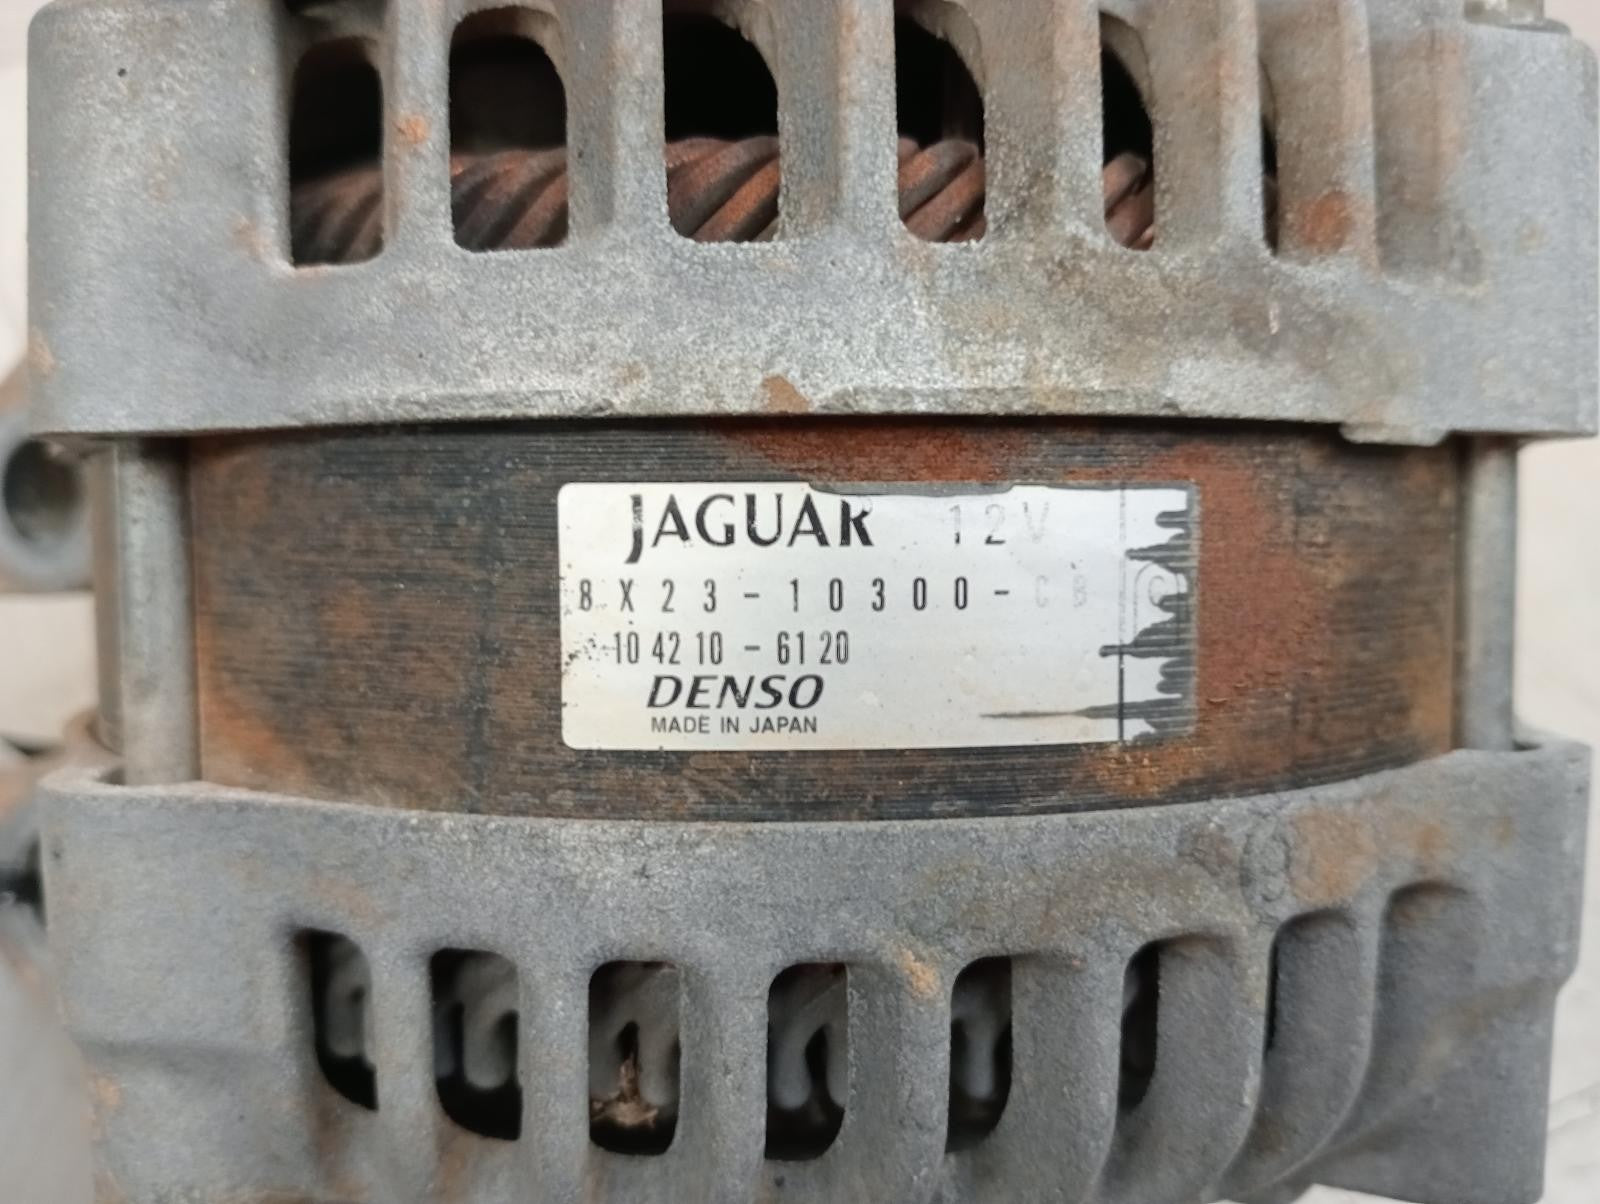 JAGUAR 12V
8X23-10300-CB
104210-6120
DENSO
MADE IN JAPAN